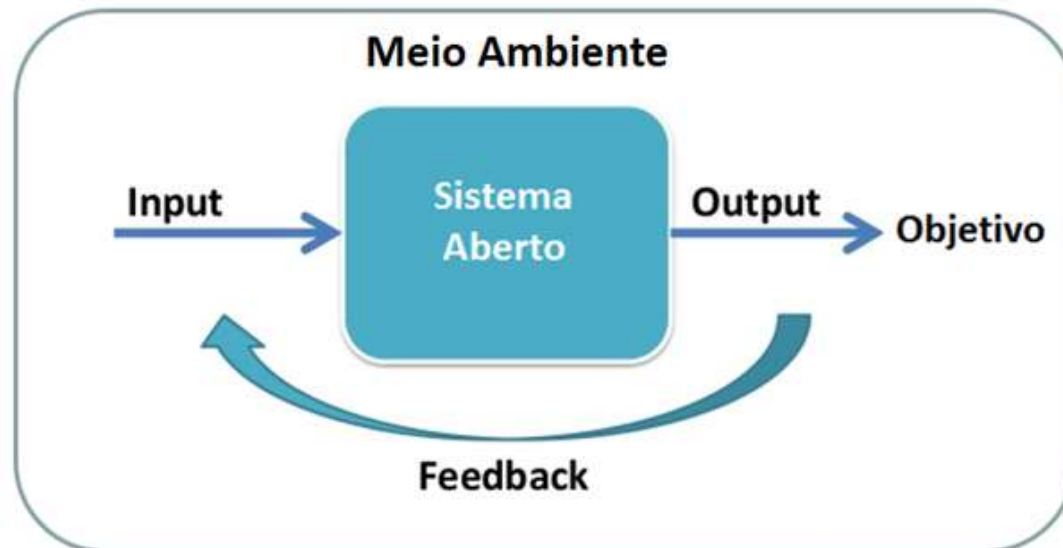 Meio Ambiente
Input
Sistema
Aberto
Output
Objetivo
Feedback